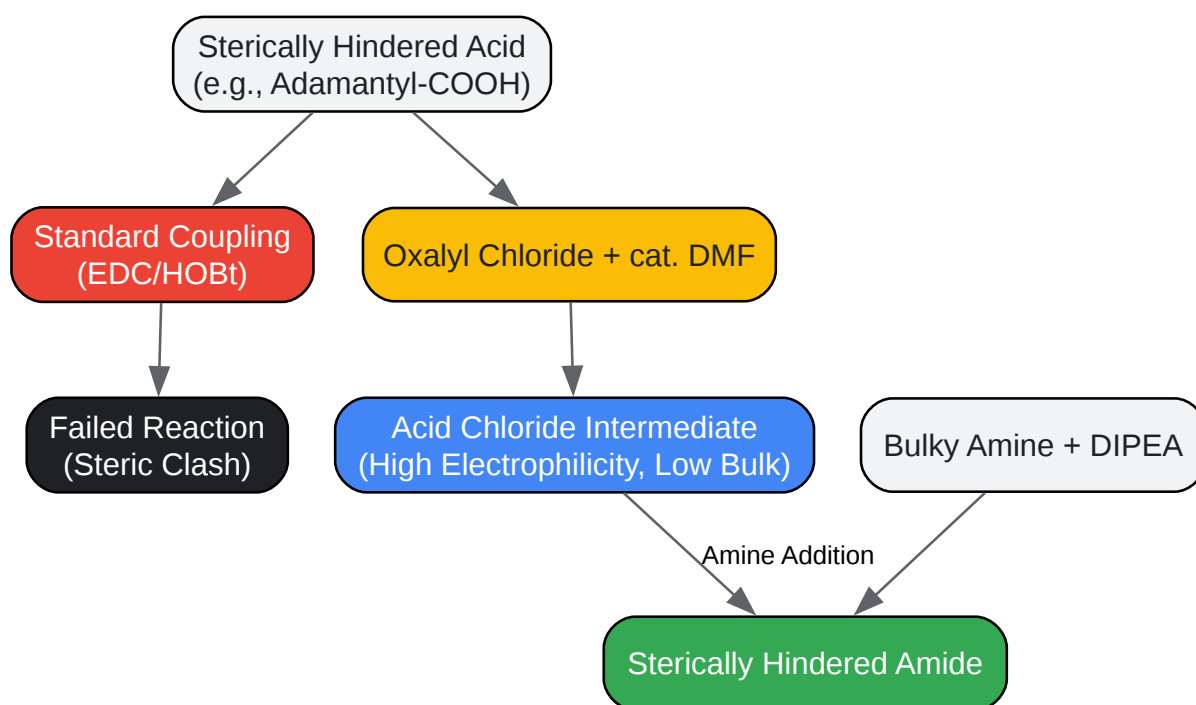 Sterically Hindered Acid
(e.g., Adamantyl-COOH)
Standard Coupling
(EDC/HOBt)
Oxalyl Chloride + cat. DMF
Failed Reaction
(Steric Clash)
Acid Chloride Intermediate
(High Electrophilicity, Low Bulk)
Bulky Amine + DIPEA
Amine Addition
Sterically Hindered Amide